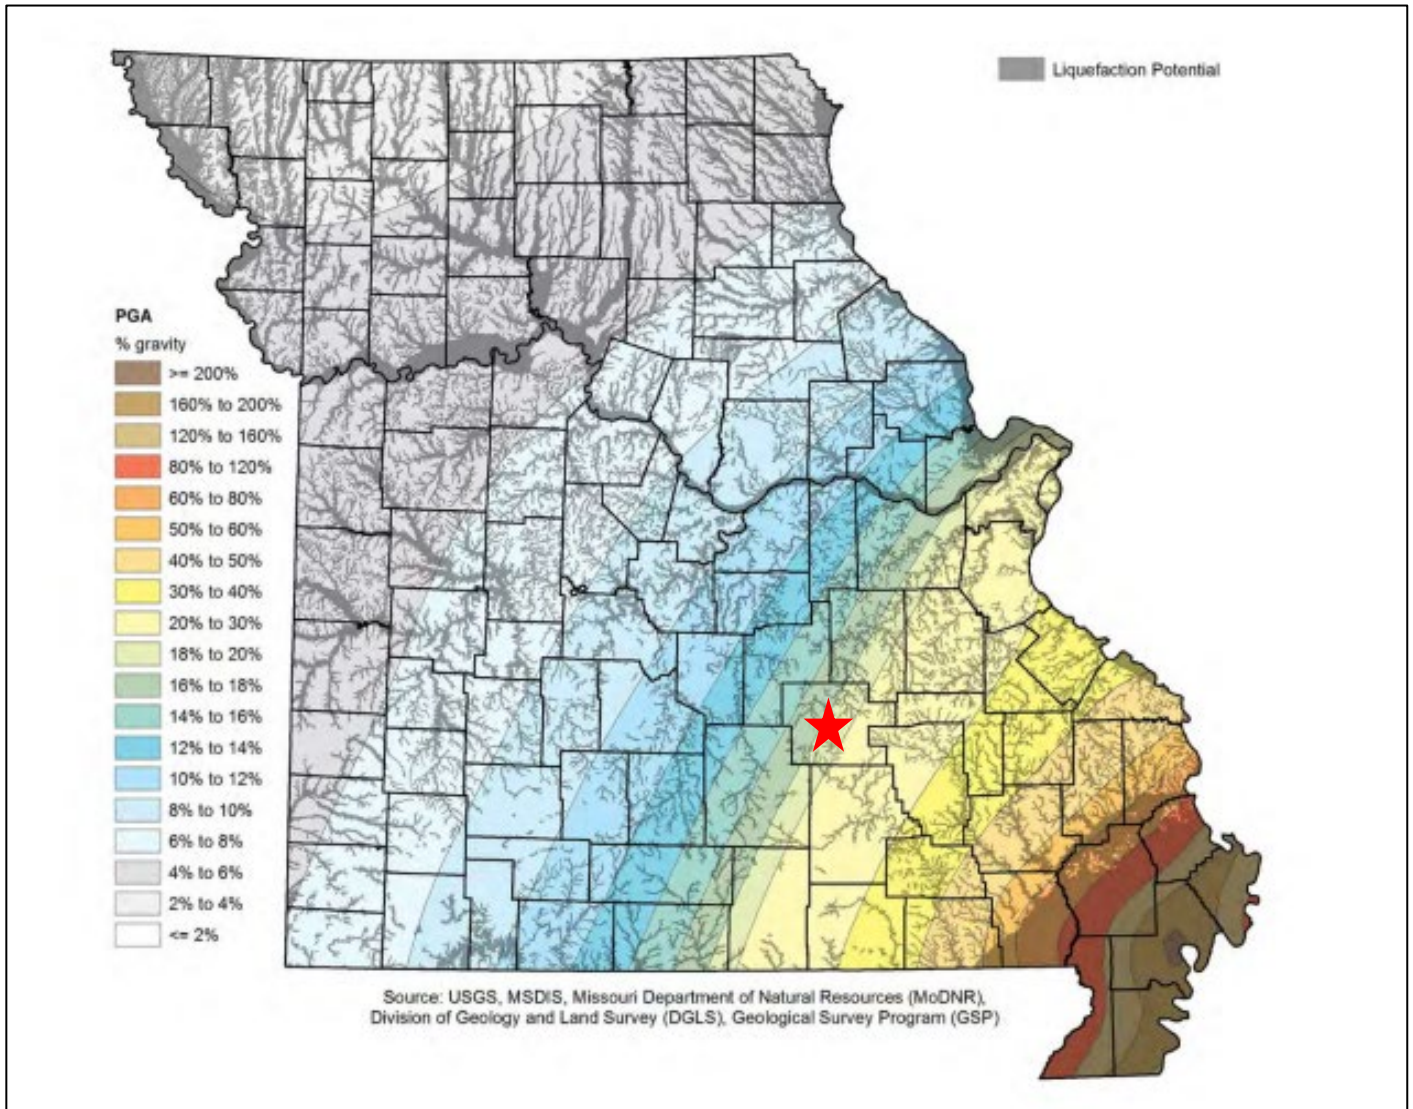 Liquefaction Potential
PGA
% gravity
>= 200%
160% to 200%
120% to 160%
80% to 120%
60% to 80%
50% to 60%
40% to 50%
30% to 40%
20% to 30%
18% to 20%
16% to 18%
14% to 16%
12% to 14%
10% to 12%
8% to 10%
6% to 8%
4% to 6%
2% to 4%
<= 2%
Source: USGS, MSDIS, Missouri Department of Natural Resources (MoDNR),
Division of Geology and Land Survey (DGLS), Geological Survey Program (GSP)